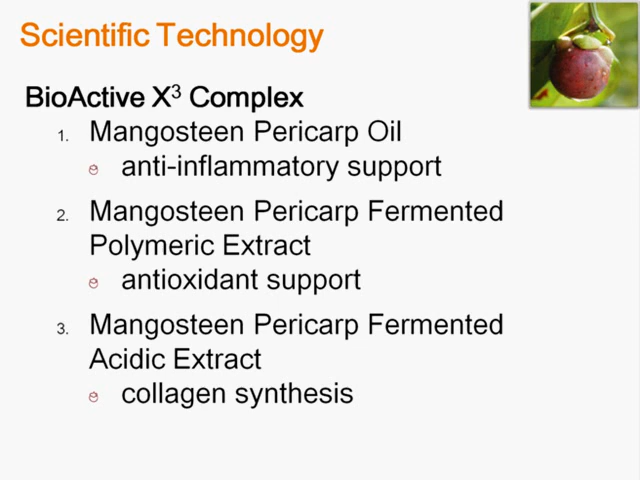 Scientific Technology
BioActive X³ Complex
1. Mangosteen Pericarp Oil
anti-inflammatory support
2. Mangosteen Pericarp Fermented
Polymeric Extract
antioxidant support
3. Mangosteen Pericarp Fermented
Acidic Extract
collagen synthesis